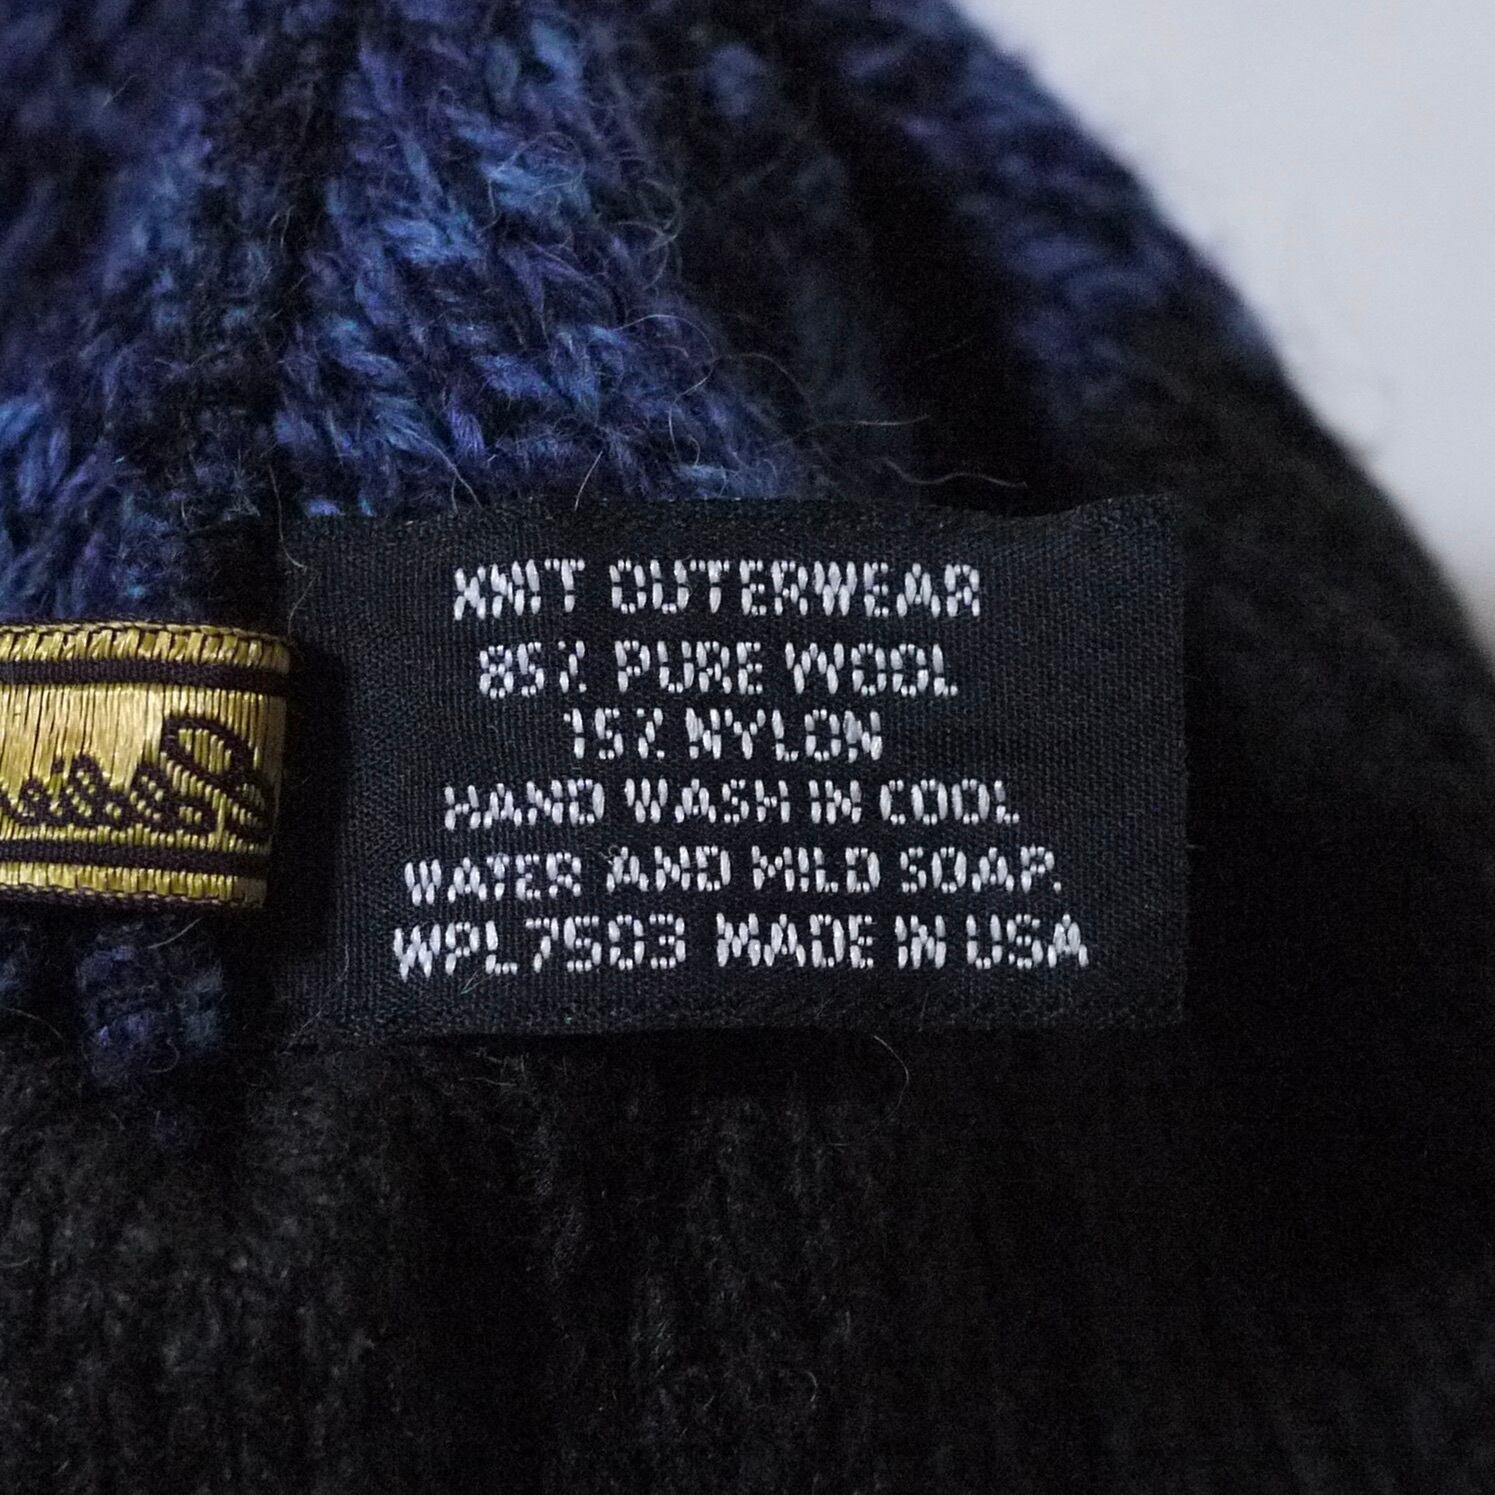 KNIT OUTERWEAR
85% PURE WOOL
15% NYLON
HAND WASH IN COOL
WATER AND MILD SOAP.
WPL7503 MADE IN USA